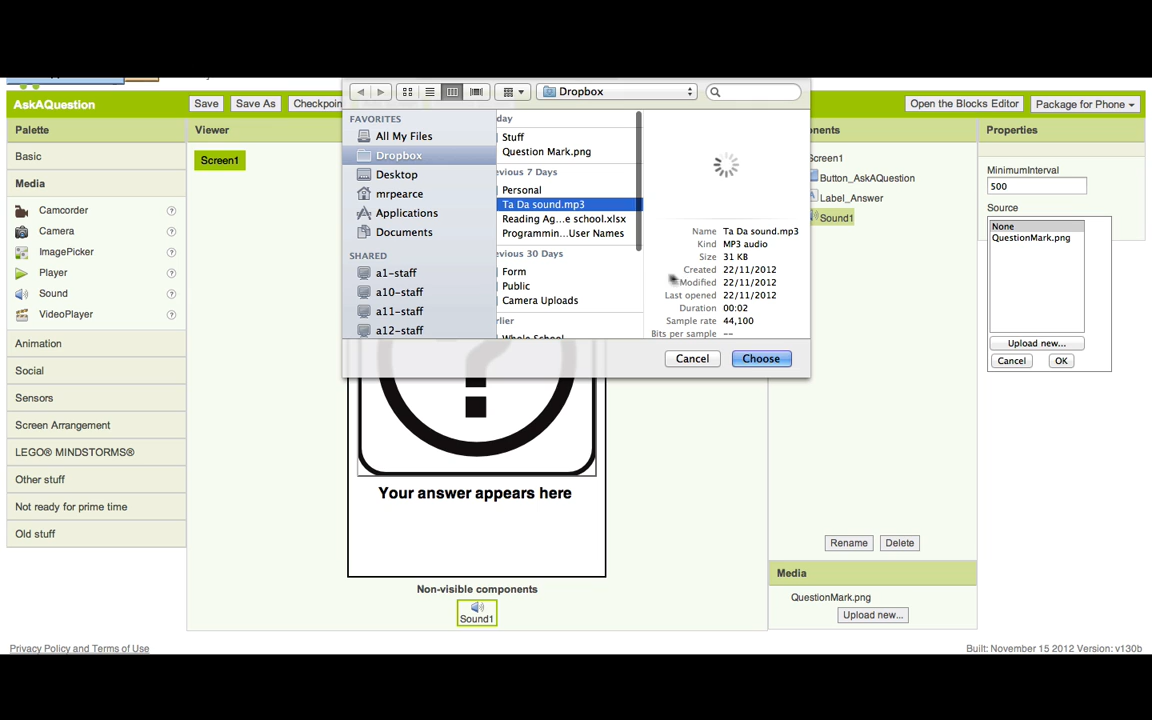 AskAQuestion
Save
Save As
Checkpoin
Open the Blocks Editor
Package for Phone
Palette
Viewer
onents
Properties
Basic
Media
Camcorder
?
Camera
?
ImagePicker
?
Player
?
Sound
?
VideoPlayer
?
Animation
Social
Sensors
Screen Arrangement
LEGO® MINDSTORMS®
Other stuff
Not ready for prime time
Old stuff
Screen1
Dropbox
FAVORITES
All My Files
Dropbox
Desktop
mrpearce
Applications
Documents
SHARED
a1-staff
a10-staff
a11-staff
a12-staff
day
Stuff
Question Mark.png
evious 7 Days
Personal
Ta Da sound.mp3
Reading Ag...e school.xlsx
Programmin...User Names
evious 30 Days
Form
Public
Camera Uploads
rlier
Whole School
Name Ta Da sound.mp3
Kind MP3 audio
Size 31 KB
Created 22/11/2012
Modified 22/11/2012
Last opened 22/11/2012
Duration 00:02
Sample rate 44,100
Bits per sample --
Cancel
Choose
?
Your answer appears here
Non-visible components
Sound1
Screen1
Button_AskAQuestion
Label_Answer
Sound1
Rename
Delete
Media
QuestionMark.png
Upload new...
MinimumInterval
500
Source
None
QuestionMark.png
Upload new...
Cancel
OK
Privacy Policy and Terms of Use
Built: November 15 2012 Version: v130b